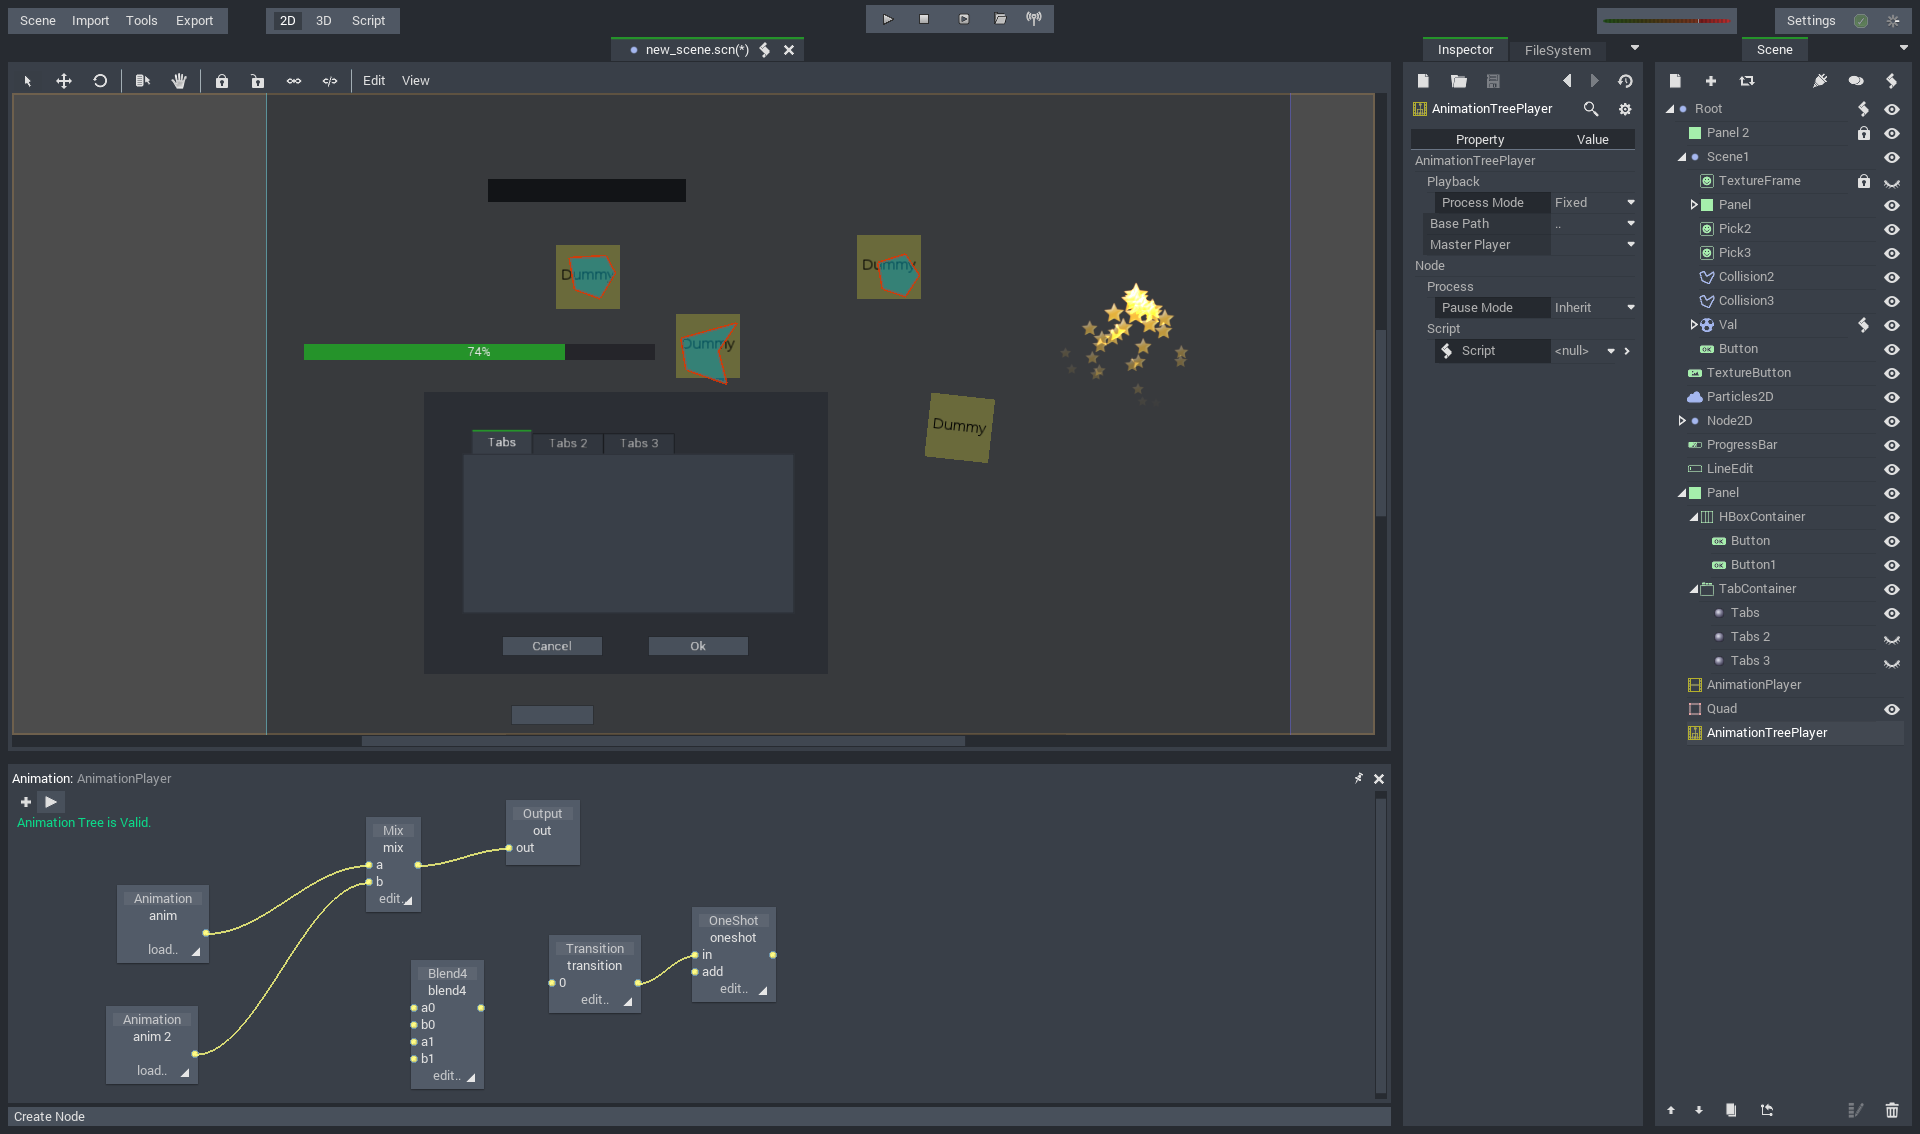 Scene Import Tools Export
2D 3D Script
Settings
new_scene.scn(*)
Edit View
Dummy
Dummy
Dummy
74%
Dummy
Tabs Tabs 2 Tabs 3
Cancel Ok
Animation: AnimationPlayer
Animation Tree is Valid.
Mix
mix
a
b
edit..
Output
out
out
Animation
anim
load..
Animation
anim 2
load..
Blend4
blend4
a0
b0
a1
b1
edit..
Transition
transition
0
edit..
OneShot
oneshot
in
add
edit..
Create Node
Inspector FileSystem
AnimationTreePlayer
Property Value
AnimationTreePlayer
Playback
Process Mode Fixed
Base Path ..
Master Player
Node
Process
Pause Mode Inherit
Script
Script <null>
Scene
Root
Panel 2
Scene1
TextureFrame
Panel
Pick2
Pick3
Collision2
Collision3
Val
OK Button
TextureButton
Particles2D
Node2D
ProgressBar
LineEdit
Panel
HBoxContainer
OK Button
OK Button1
TabContainer
Tabs
Tabs 2
Tabs 3
AnimationPlayer
Quad
AnimationTreePlayer